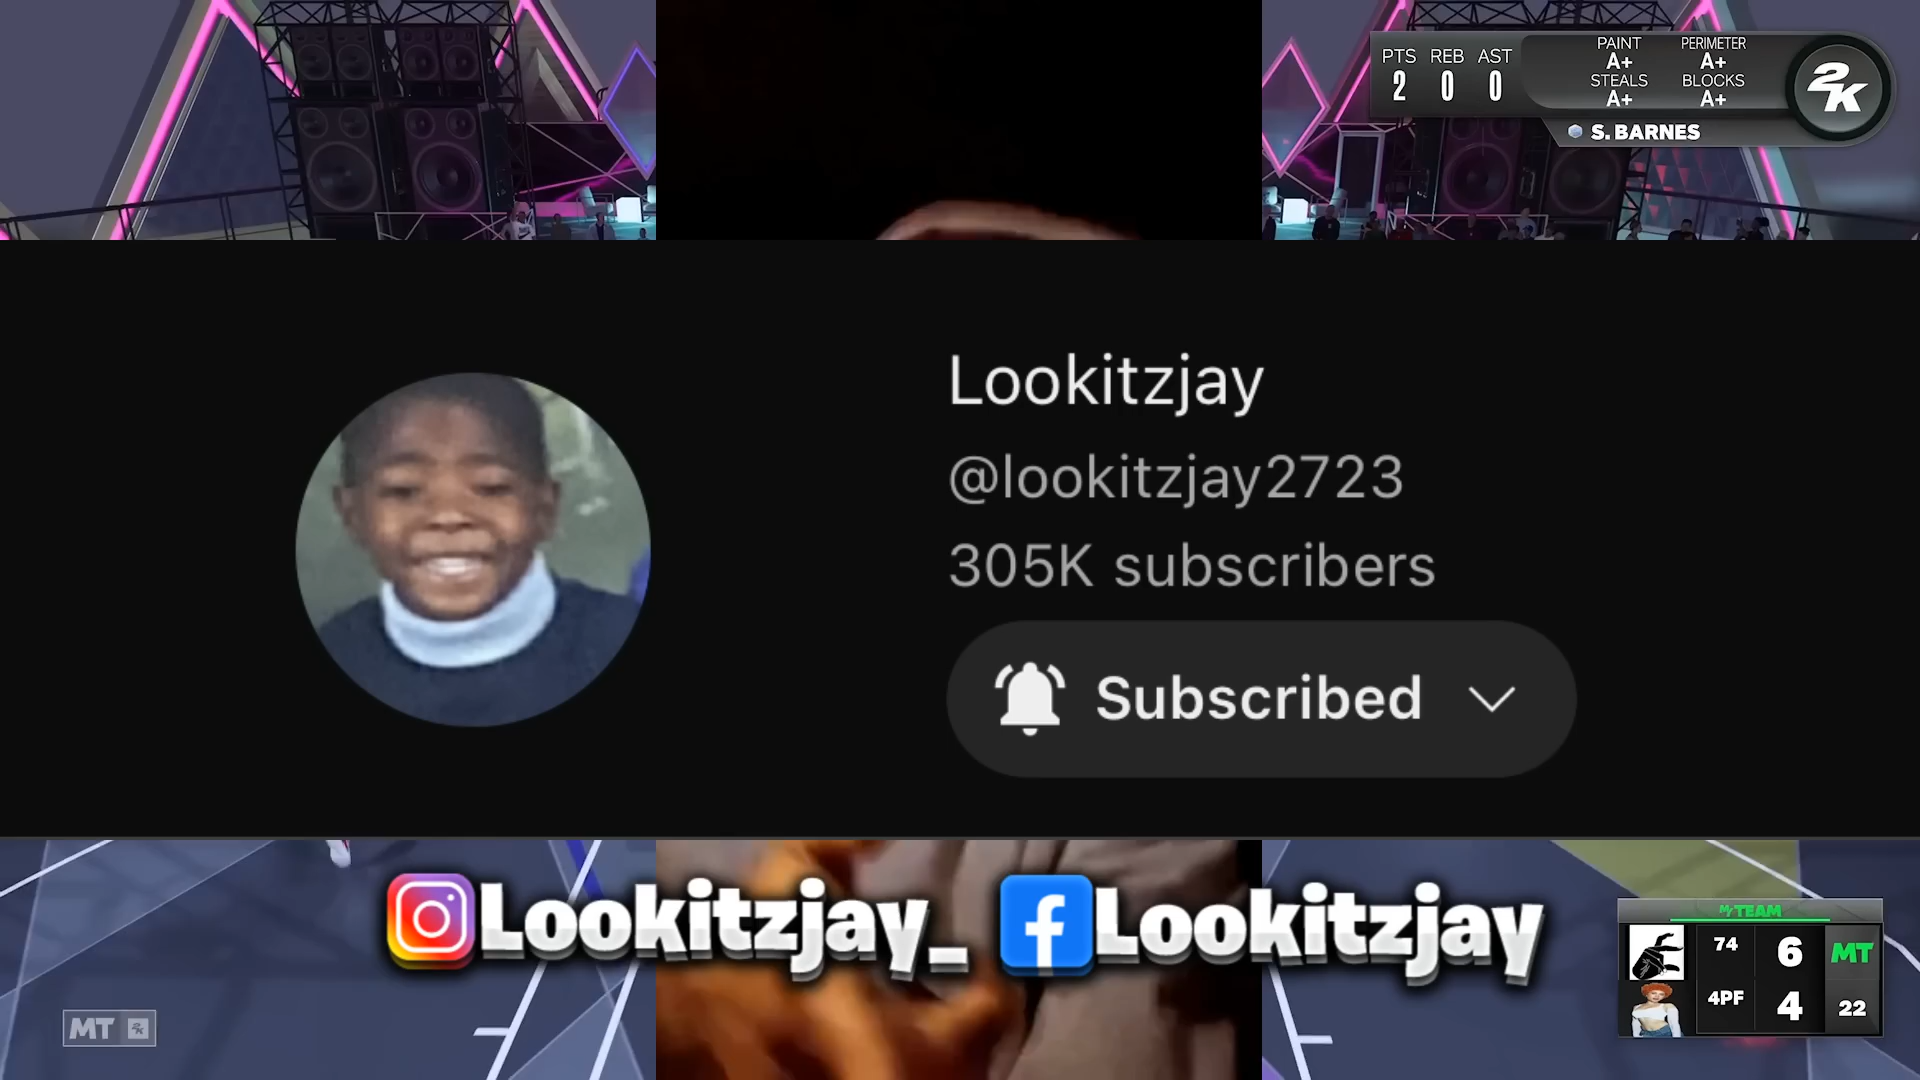 PTS REB AST
2 0 0
PAINT PERIMETER
A+ A+
STEALS BLOCKS
A+ A+
2K
S. BARNES
Lookitzjay
@lookitzjay2723
305K subscribers
Subscribed
Lookitzjay_ Lookitzjay
MyTEAM
74 6 MT
4PF 4 22
MT 2K